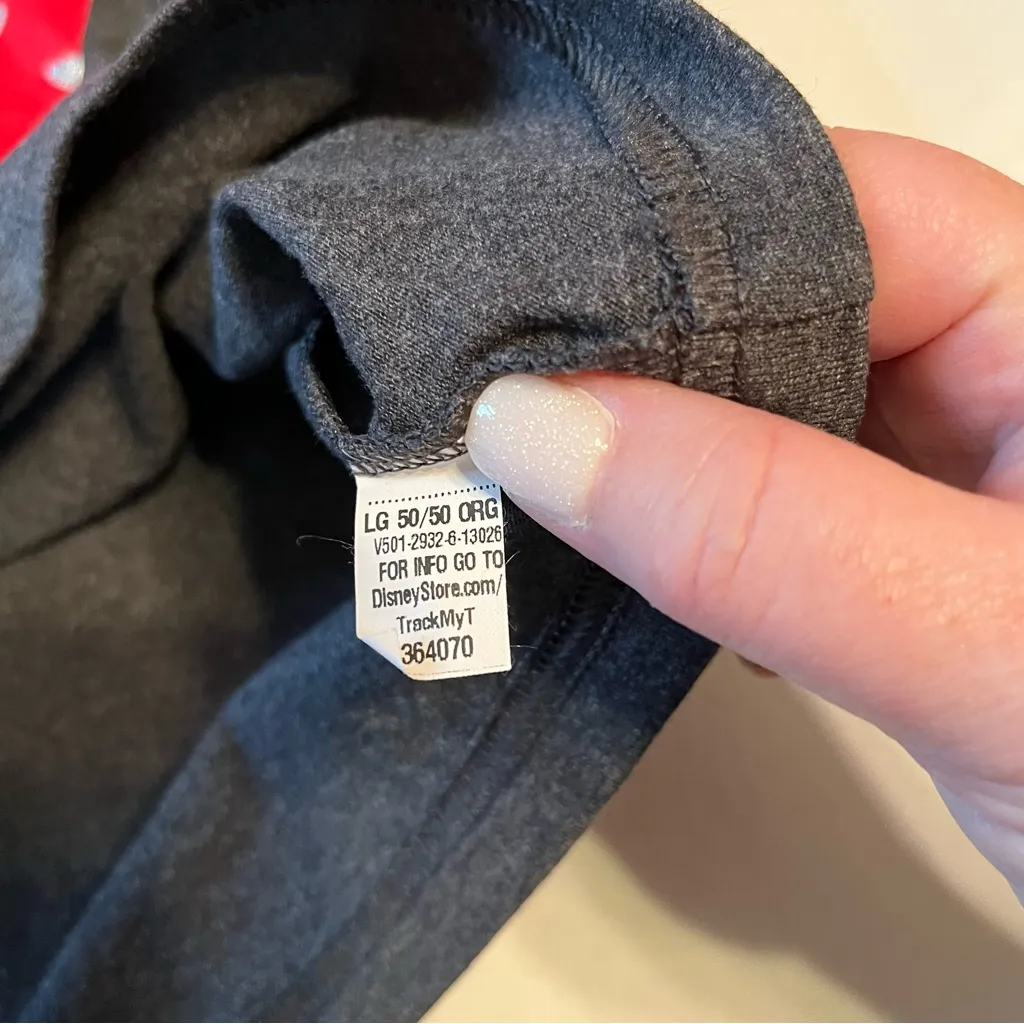 LG 50/50 ORG
V501-2932-6-13026
FOR INFO GO TO
DisneyStore.com/
TrackMyT
364070